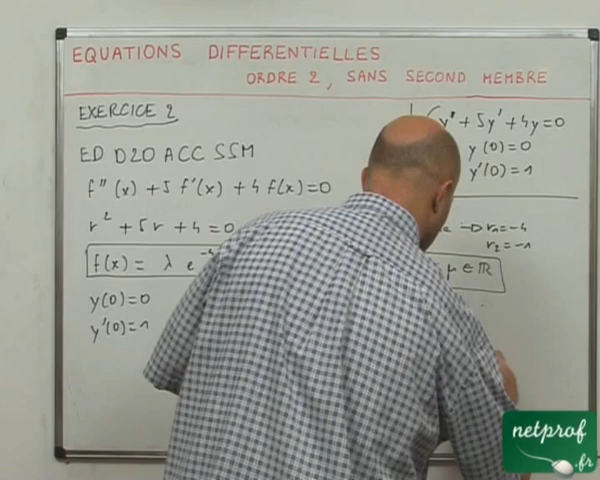 EQUATIONS DIFFERENTIELLES
ORDRE 2, SANS SECOND MEMBRE
EXERCICE 2
y" + 5y' + 4y = 0
y(0) = 0
y'(0) = 1
ED D2O ACC SSM
f"(x) + 5 f'(x) + 4 f(x) = 0
r² + 5r + 4 = 0
r₁ = -4
r₂ = -1
f(x) = λ e
μ ∈ ℝ
y(0) = 0
y'(0) = 1
netprof
.fr